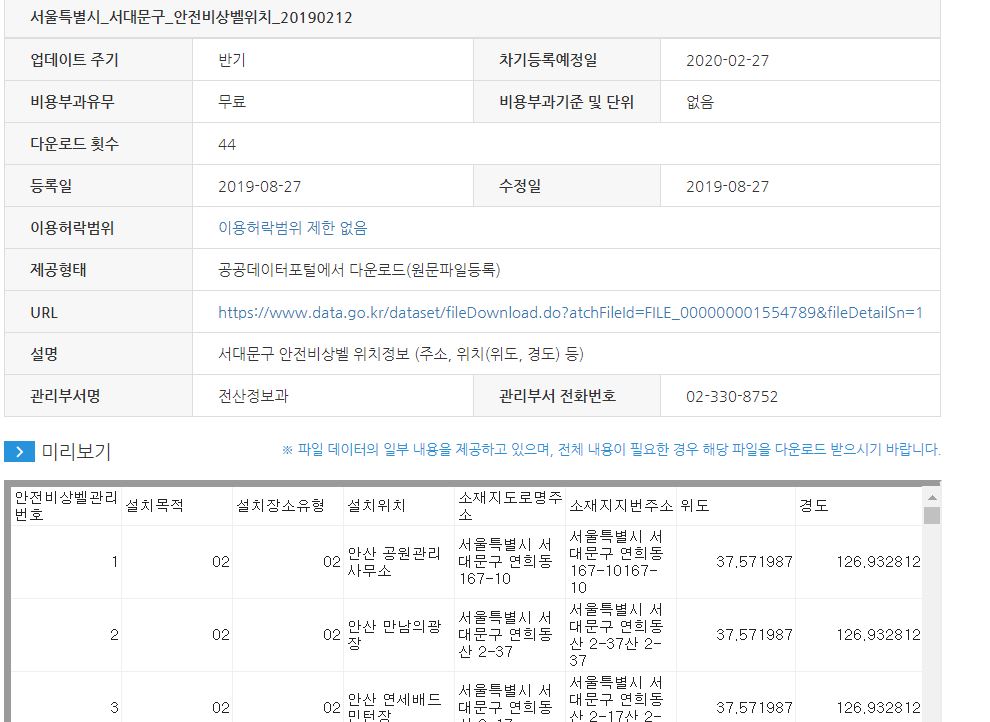 서울특별시_서대문구_안전비상벨위치_20190212
업데이트 주기 반기 차기등록예정일 2020-02-27
비용부과유무 무료 비용부과기준 및 단위 없음
다운로드 횟수 44
등록일 2019-08-27 수정일 2019-08-27
이용허락범위 이용허락범위 제한 없음
제공형태 공공데이터포털에서 다운로드(원문파일등록)
URL https://www.data.go.kr/dataset/fileDownload.do?atchFileId=FILE_000000001554789&fileDetailSn=1
설명 서대문구 안전비상벨 위치정보 (주소, 위치(위도, 경도) 등)
관리부서명 전산정보과 관리부서 전화번호 02-330-8752
미리보기 ※ 파일 데이터의 일부 내용을 제공하고 있으며, 전체 내용이 필요한 경우 해당 파일을 다운로드 받으시기 바랍니다.
안전비상벨관리
번호
설치목적
설치장소유형
설치위치
소재지도로명주
소
소재지지번주소
위도
경도
1
02
02
안산 공원관리
사무소
서울특별시 서
대문구 연희동
167-10
서울특별시 서
대문구 연희동
167-10167-
10
37.571987
126.932812
2
02
02
안산 만남의광
장
서울특별시 서
대문구 연희동
산 2-37
서울특별시 서
대문구 연희동
산 2-37산 2-
37
37.571987
126.932812
3
02
02
안산 연세배드
민턴장
서울특별시 서
대문구 연희동
산 2-17
서울특별시 서
대문구 연희동
산 2-17산 2-
37.571987
126.932812